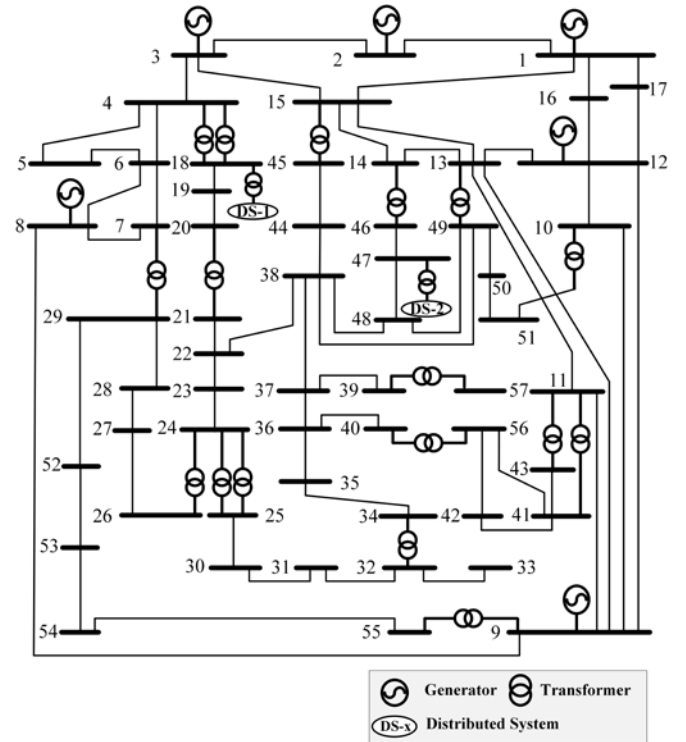 3 2 1
4 15 16 17
5 6 18 45 14 13 12
19
DS-1
8 7 20 44 46 49 10
47
38 50
DS-2
29 21 48 51
22
28 23 37 39 57 11
27 24 36 40 56
52 35 43
26 25 34 42 41
53
30 31 32 33
54 55 9
Generator Transformer
DS-x Distributed System